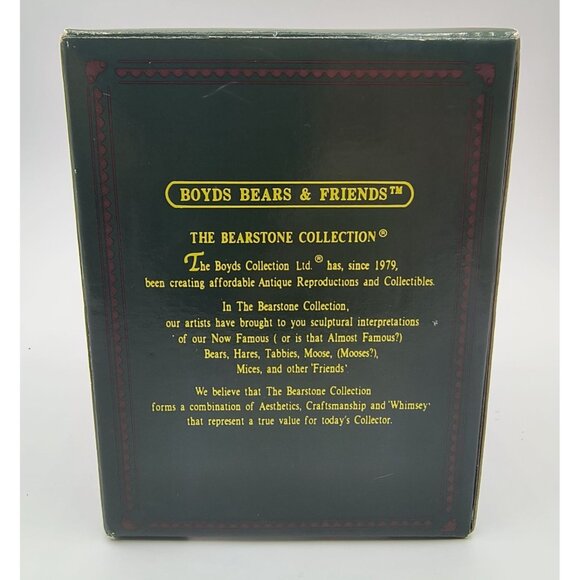 BOYDS BEARS & FRIENDS™
THE BEARSTONE COLLECTION®
The Boyds Collection Ltd.® has, since 1979,
been creating affordable Antique Reproductions and Collectibles.
In The Bearstone Collection,
our artists have brought to you sculptural interpretations
of our Now Famous ( or is that Almost Famous?)
Bears, Hares, Tabbies, Moose, (Mooses?),
Mices, and other 'Friends'.
We believe that The Bearstone Collection
forms a combination of Aesthetics, Craftsmanship and 'Whimsey'
that represent a true value for today's Collector.